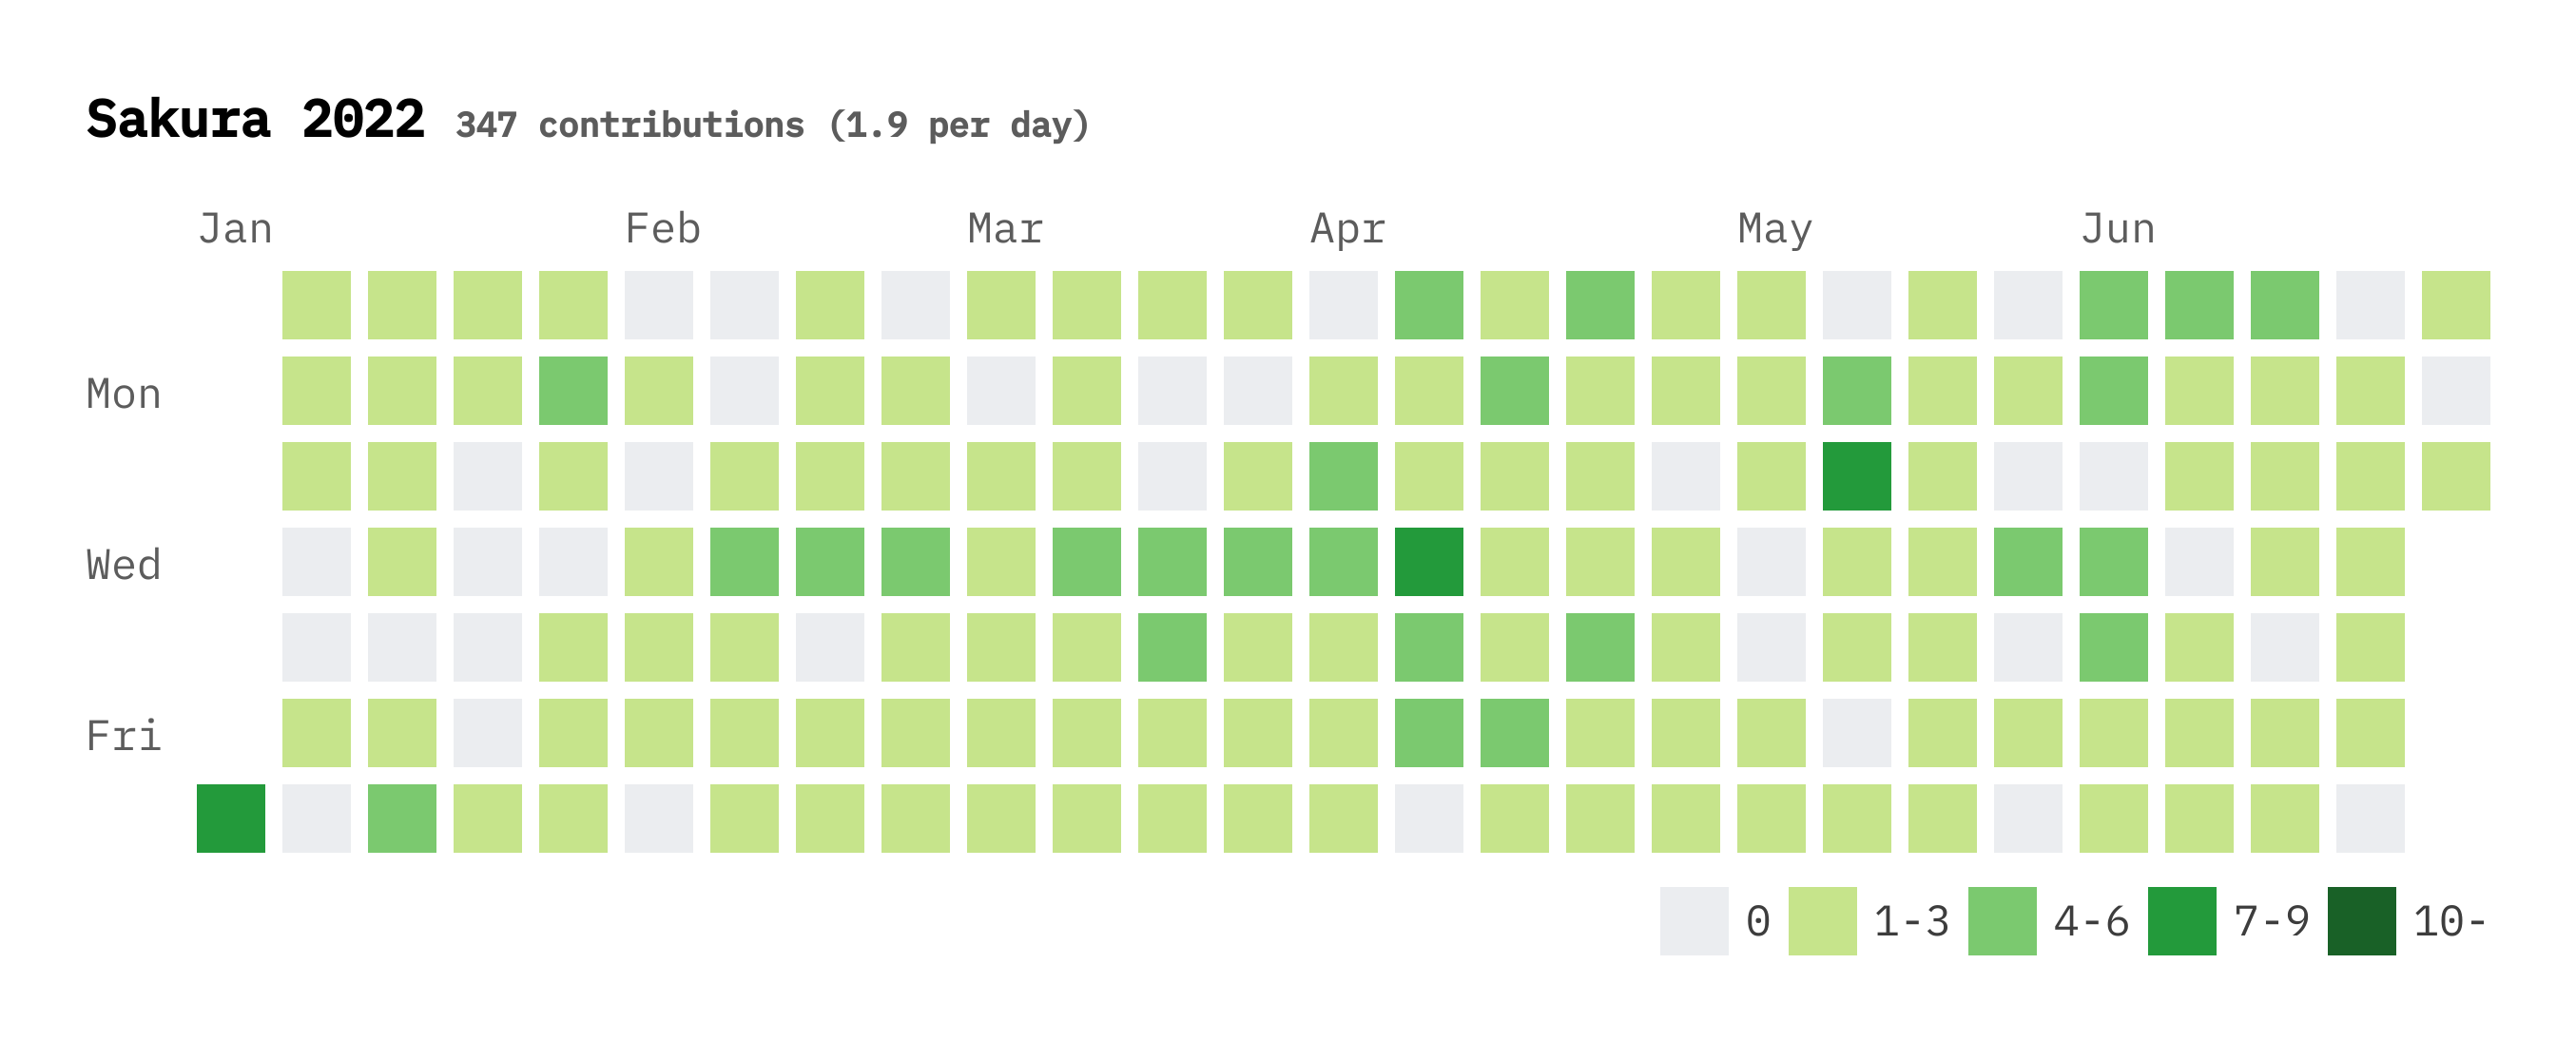 Sakura 2022 347 contributions (1.9 per day)
Jan Feb Mar Apr May Jun
Mon
Wed
Fri
0 1-3 4-6 7-9 10-